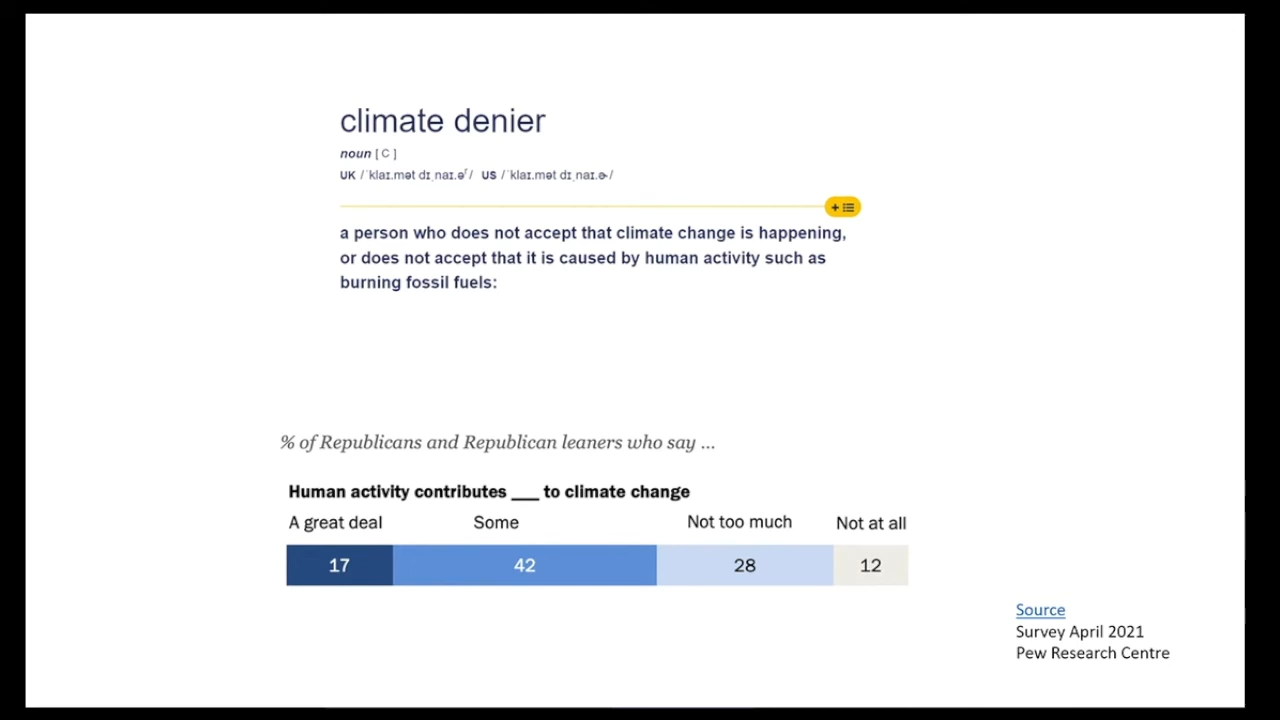 climate denier
noun [ C ]
UK /ˈklaɪ.mət dɪˌnaɪ.əʳ/ US /ˈklaɪ.mət dɪˌnaɪ.ɚ/
a person who does not accept that climate change is happening,
or does not accept that it is caused by human activity such as
burning fossil fuels:
% of Republicans and Republican leaners who say ...
Human activity contributes ___ to climate change
A great deal Some Not too much Not at all
17 42 28 12
Source
Survey April 2021
Pew Research Centre